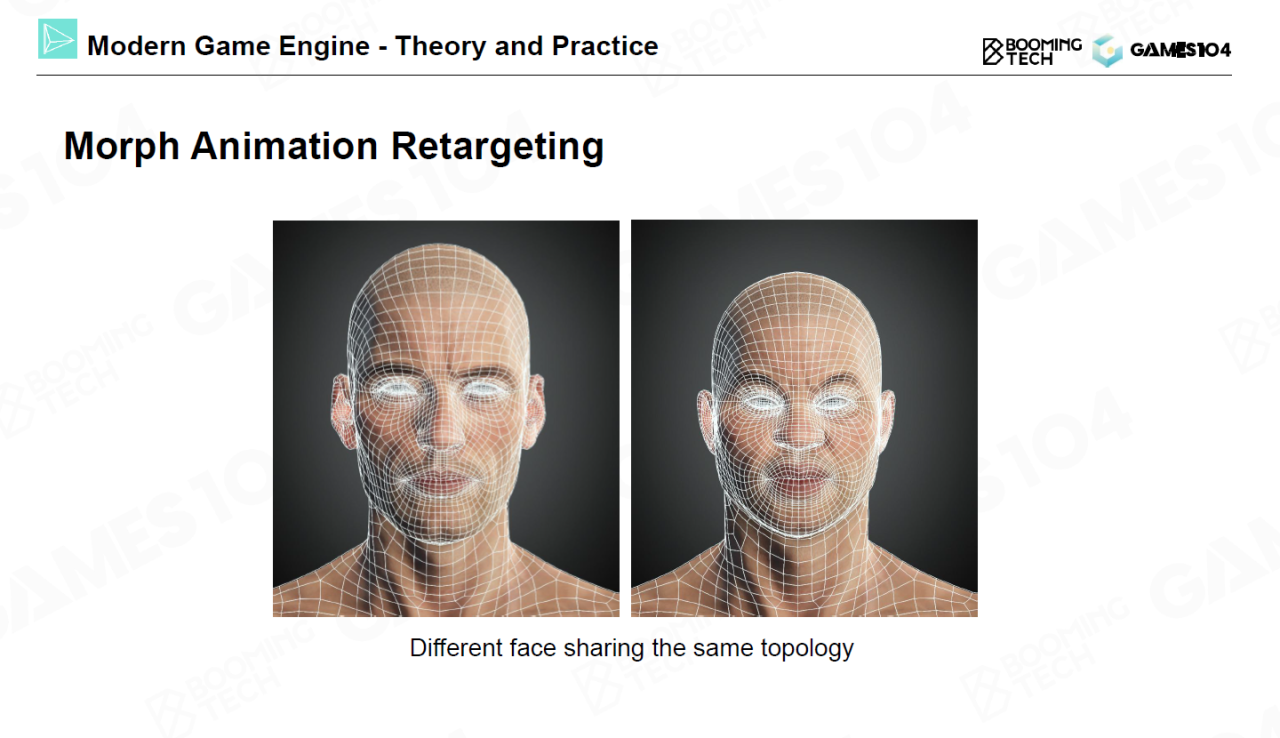 Modern Game Engine - Theory and Practice
BOOMING
TECH
GAMES104
Morph Animation Retargeting
Different face sharing the same topology